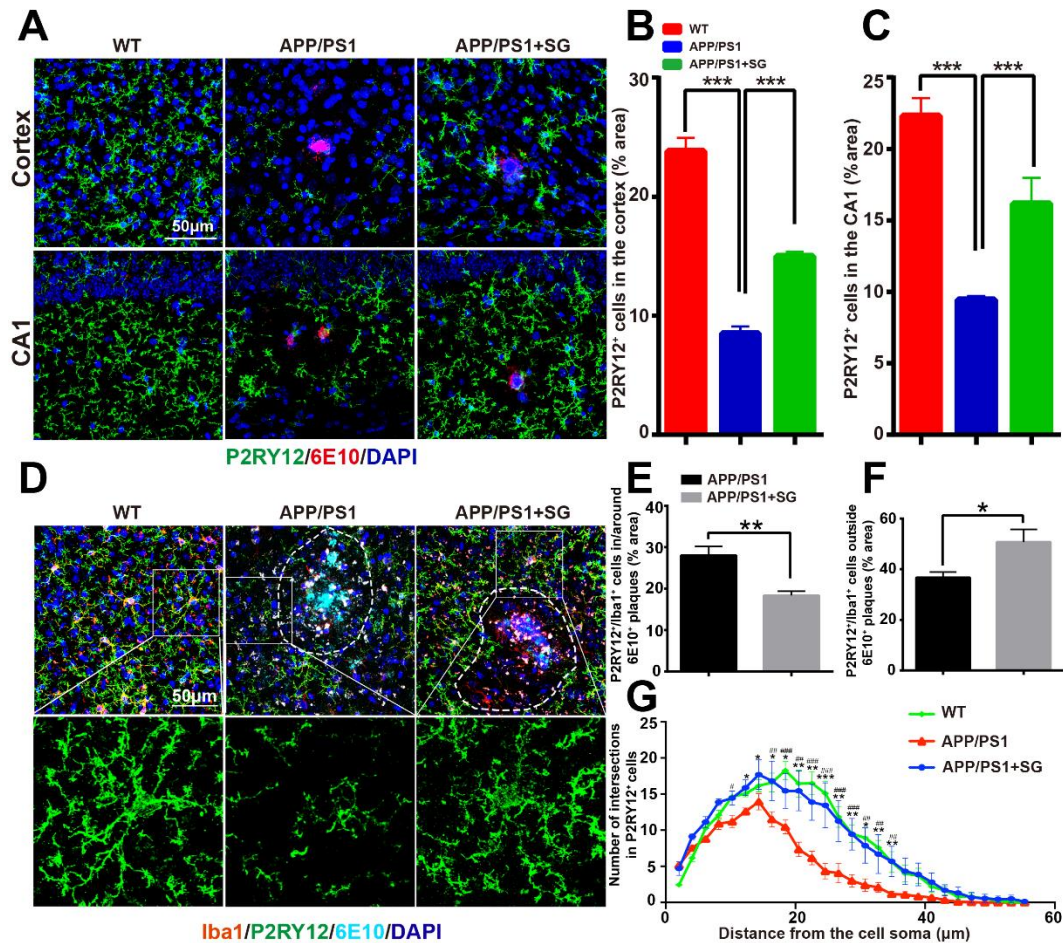 A
WT
APP/PS1
APP/PS1+SG
Cortex
50µm
CA1
P2RY12/6E10/DAPI
B
WT
APP/PS1
APP/PS1+SG
P2RY12⁺ cells in the cortex (% area)
30
20
10
0
***
***
C
P2RY12⁺ cells in the CA1 (% area)
25
20
15
10
5
0
***
***
D
WT
APP/PS1
APP/PS1+SG
50µm
Iba1/P2RY12/6E10/DAPI
E
APP/PS1
APP/PS1+SG
P2RY12⁺/Iba1⁺ cells in/around
6E10⁺ plaques (% area)
40
30
20
10
0
**
F
P2RY12⁺/Iba1⁺ cells outside
6E10⁺ plaques (% area)
60
40
20
0
*
G
WT
APP/PS1
APP/PS1+SG
Number of intersections
in P2RY12⁺ cells
25
20
15
10
5
0
0
20
40
60
Distance from the cell soma (µm)